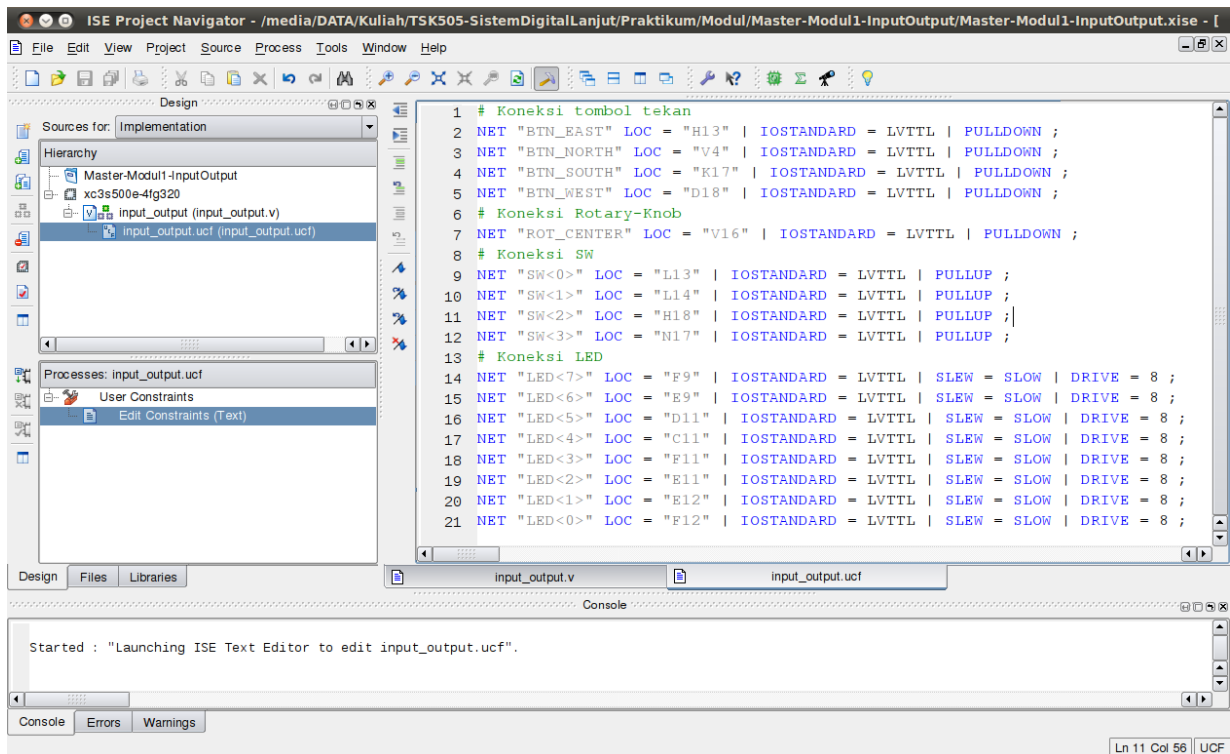 ISE Project Navigator - /media/DATA/Kuliah/TSK505-SistemDigitalLanjut/Praktikum/Modul/Master-Modul1-InputOutput/Master-Modul1-InputOutput.xise - [
File Edit View Project Source Process Tools Window Help
Design
Sources for: Implementation
Hierarchy
Master-Modul1-InputOutput
xc3s500e-4fg320
input_output (input_output.v)
input_output.ucf (input_output.ucf)
Processes: input_output.ucf
User Constraints
Edit Constraints (Text)
Design Files Libraries
1 # Koneksi tombol tekan
2 NET "BTN_EAST" LOC = "H13" | IOSTANDARD = LVTTL | PULLDOWN ;
3 NET "BTN_NORTH" LOC = "V4" | IOSTANDARD = LVTTL | PULLDOWN ;
4 NET "BTN_SOUTH" LOC = "K17" | IOSTANDARD = LVTTL | PULLDOWN ;
5 NET "BTN_WEST" LOC = "D18" | IOSTANDARD = LVTTL | PULLDOWN ;
6 # Koneksi Rotary-Knob
7 NET "ROT_CENTER" LOC = "V16" | IOSTANDARD = LVTTL | PULLDOWN ;
8 # Koneksi SW
9 NET "SW<0>" LOC = "L13" | IOSTANDARD = LVTTL | PULLUP ;
10 NET "SW<1>" LOC = "L14" | IOSTANDARD = LVTTL | PULLUP ;
11 NET "SW<2>" LOC = "H18" | IOSTANDARD = LVTTL | PULLUP ;
12 NET "SW<3>" LOC = "N17" | IOSTANDARD = LVTTL | PULLUP ;
13 # Koneksi LED
14 NET "LED<7>" LOC = "F9" | IOSTANDARD = LVTTL | SLEW = SLOW | DRIVE = 8 ;
15 NET "LED<6>" LOC = "E9" | IOSTANDARD = LVTTL | SLEW = SLOW | DRIVE = 8 ;
16 NET "LED<5>" LOC = "D11" | IOSTANDARD = LVTTL | SLEW = SLOW | DRIVE = 8 ;
17 NET "LED<4>" LOC = "C11" | IOSTANDARD = LVTTL | SLEW = SLOW | DRIVE = 8 ;
18 NET "LED<3>" LOC = "F11" | IOSTANDARD = LVTTL | SLEW = SLOW | DRIVE = 8 ;
19 NET "LED<2>" LOC = "E11" | IOSTANDARD = LVTTL | SLEW = SLOW | DRIVE = 8 ;
20 NET "LED<1>" LOC = "E12" | IOSTANDARD = LVTTL | SLEW = SLOW | DRIVE = 8 ;
21 NET "LED<0>" LOC = "F12" | IOSTANDARD = LVTTL | SLEW = SLOW | DRIVE = 8 ;
input_output.v input_output.ucf
Console
Started : "Launching ISE Text Editor to edit input_output.ucf".
Console Errors Warnings
Ln 11 Col 56 UCF